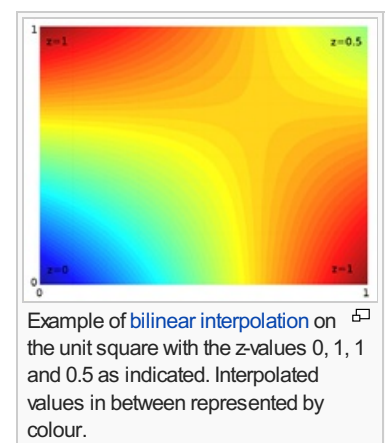 1
z=1
z=0.5
z=0
z=1
0
0
1
Example of bilinear interpolation on
the unit square with the z-values 0, 1, 1
and 0.5 as indicated. Interpolated
values in between represented by
colour.